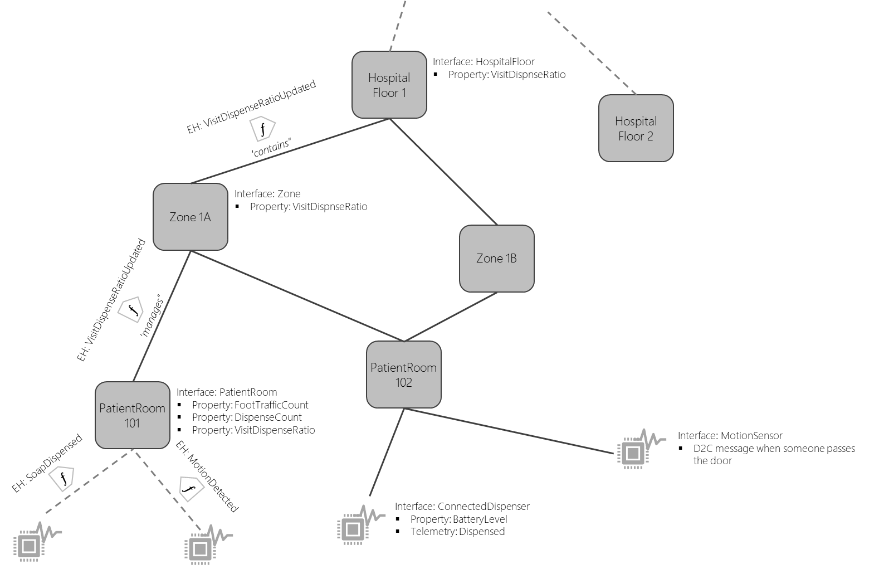 Hospital
Floor 1
Interface: HospitalFloor
▪ Property: VisitDispnseRatio
Hospital
Floor 2
EH: VisitDispenseRatioUpdated
f
"contains"
Zone 1A
Interface: Zone
▪ Property: VisitDispnseRatio
Zone 1B
EH: VisitDispenseRatioUpdated
f
"manages"
PatientRoom
101
Interface: PatientRoom
▪ Property: FootTrafficCount
▪ Property: DispenseCount
▪ Property: VisitDispenseRatio
PatientRoom
102
EH: SoapDispensed
f
EH: MotionDetected
f
Interface: MotionSensor
▪ D2C message when someone passes
the door
Interface: ConnectedDispenser
▪ Property: BatteryLevel
▪ Telemetry: Dispensed